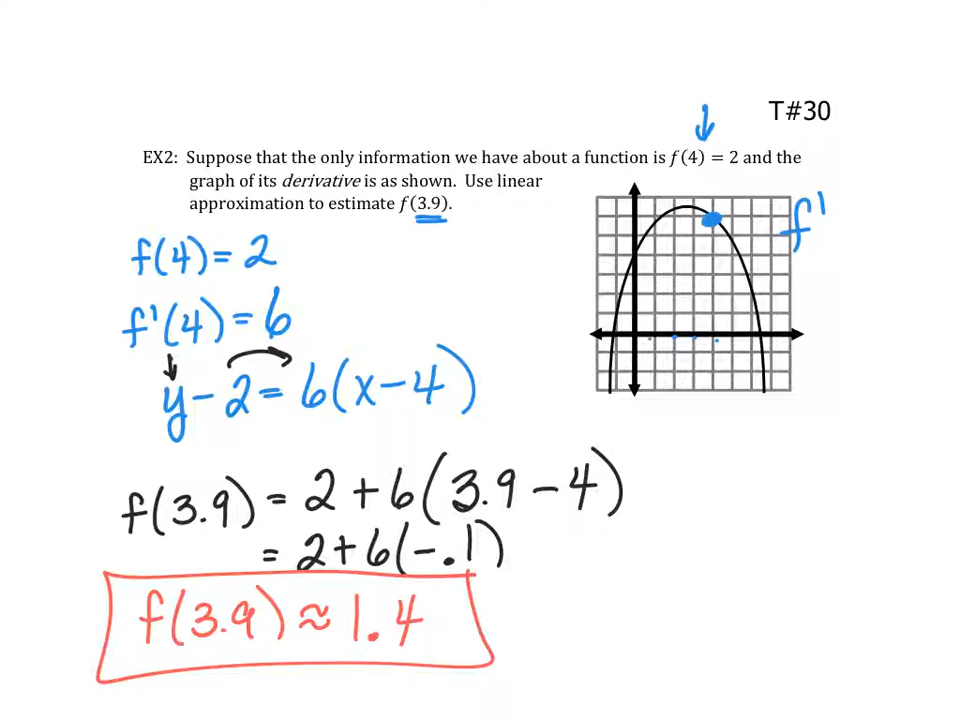 T#30
EX2: Suppose that the only information we have about a function is f(4) = 2 and the
graph of its derivative is as shown. Use linear
approximation to estimate f(3.9).
f'
f(4) = 2
f'(4) = 6
y - 2 = 6(x - 4)
f(3.9) = 2 + 6(3.9 - 4)
= 2 + 6(-.1)
f(3.9) ≈ 1.4